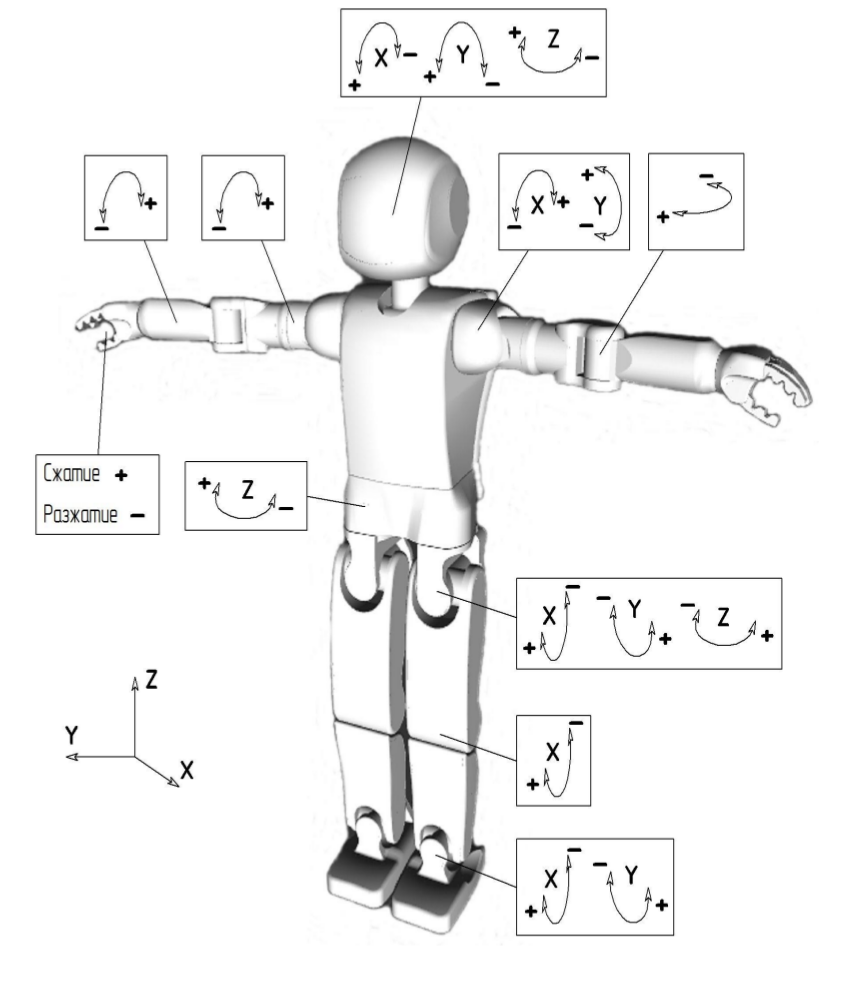 X Y Z
+ - + - + -
- +
- +
X Y
- + + -
- +
Сжатие +
Разжатие -
+ Z -
X Y Z
+ - - + - +
X
+ -
Z
Y
X
X Y
+ - - +